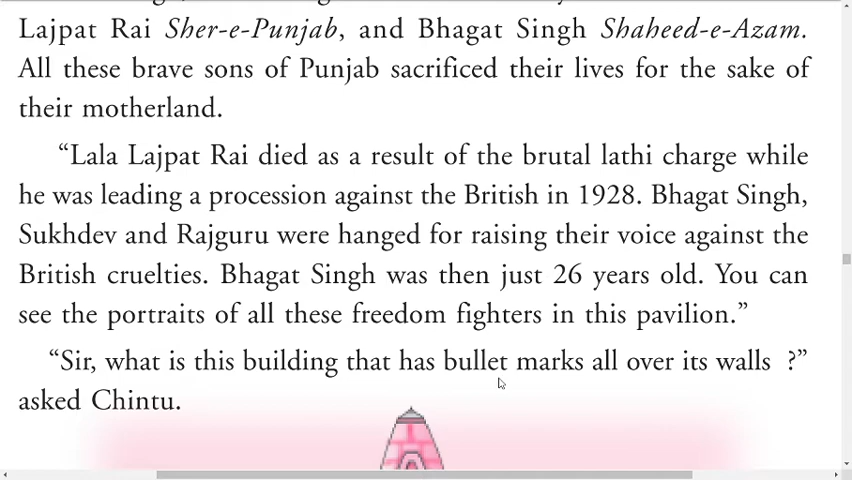 Lajpat Rai Sher-e-Punjab, and Bhagat Singh Shaheed-e-Azam.
All these brave sons of Punjab sacrificed their lives for the sake of
their motherland.
“Lala Lajpat Rai died as a result of the brutal lathi charge while
he was leading a procession against the British in 1928. Bhagat Singh,
Sukhdev and Rajguru were hanged for raising their voice against the
British cruelties. Bhagat Singh was then just 26 years old. You can
see the portraits of all these freedom fighters in this pavilion.”
“Sir, what is this building that has bullet marks all over its walls ?”
asked Chintu.